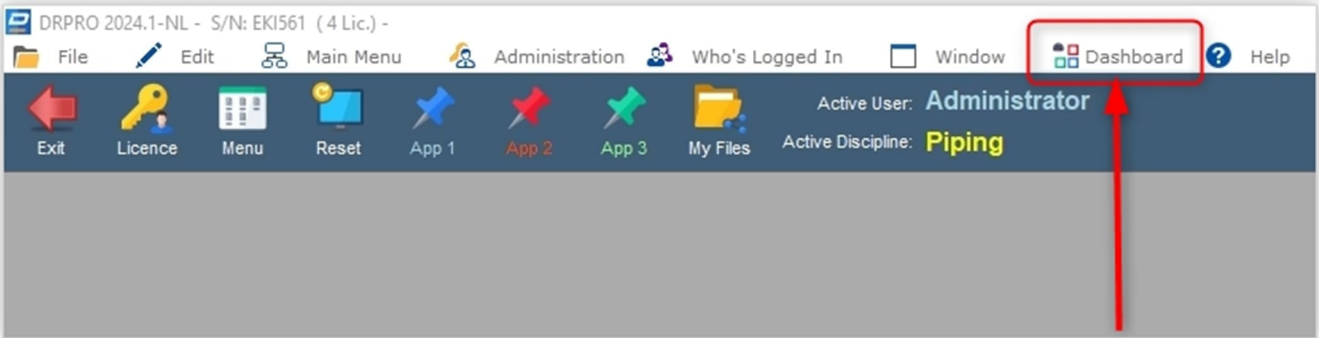 DRPRO 2024.1-NL - S/N: EKI561 ( 4 Lic.) -
File Edit Main Menu Administration Who's Logged In Window Dashboard ? Help
Active User: Administrator
Exit Licence Menu Reset App 1 App 2 App 3 My Files Active Discipline: Piping